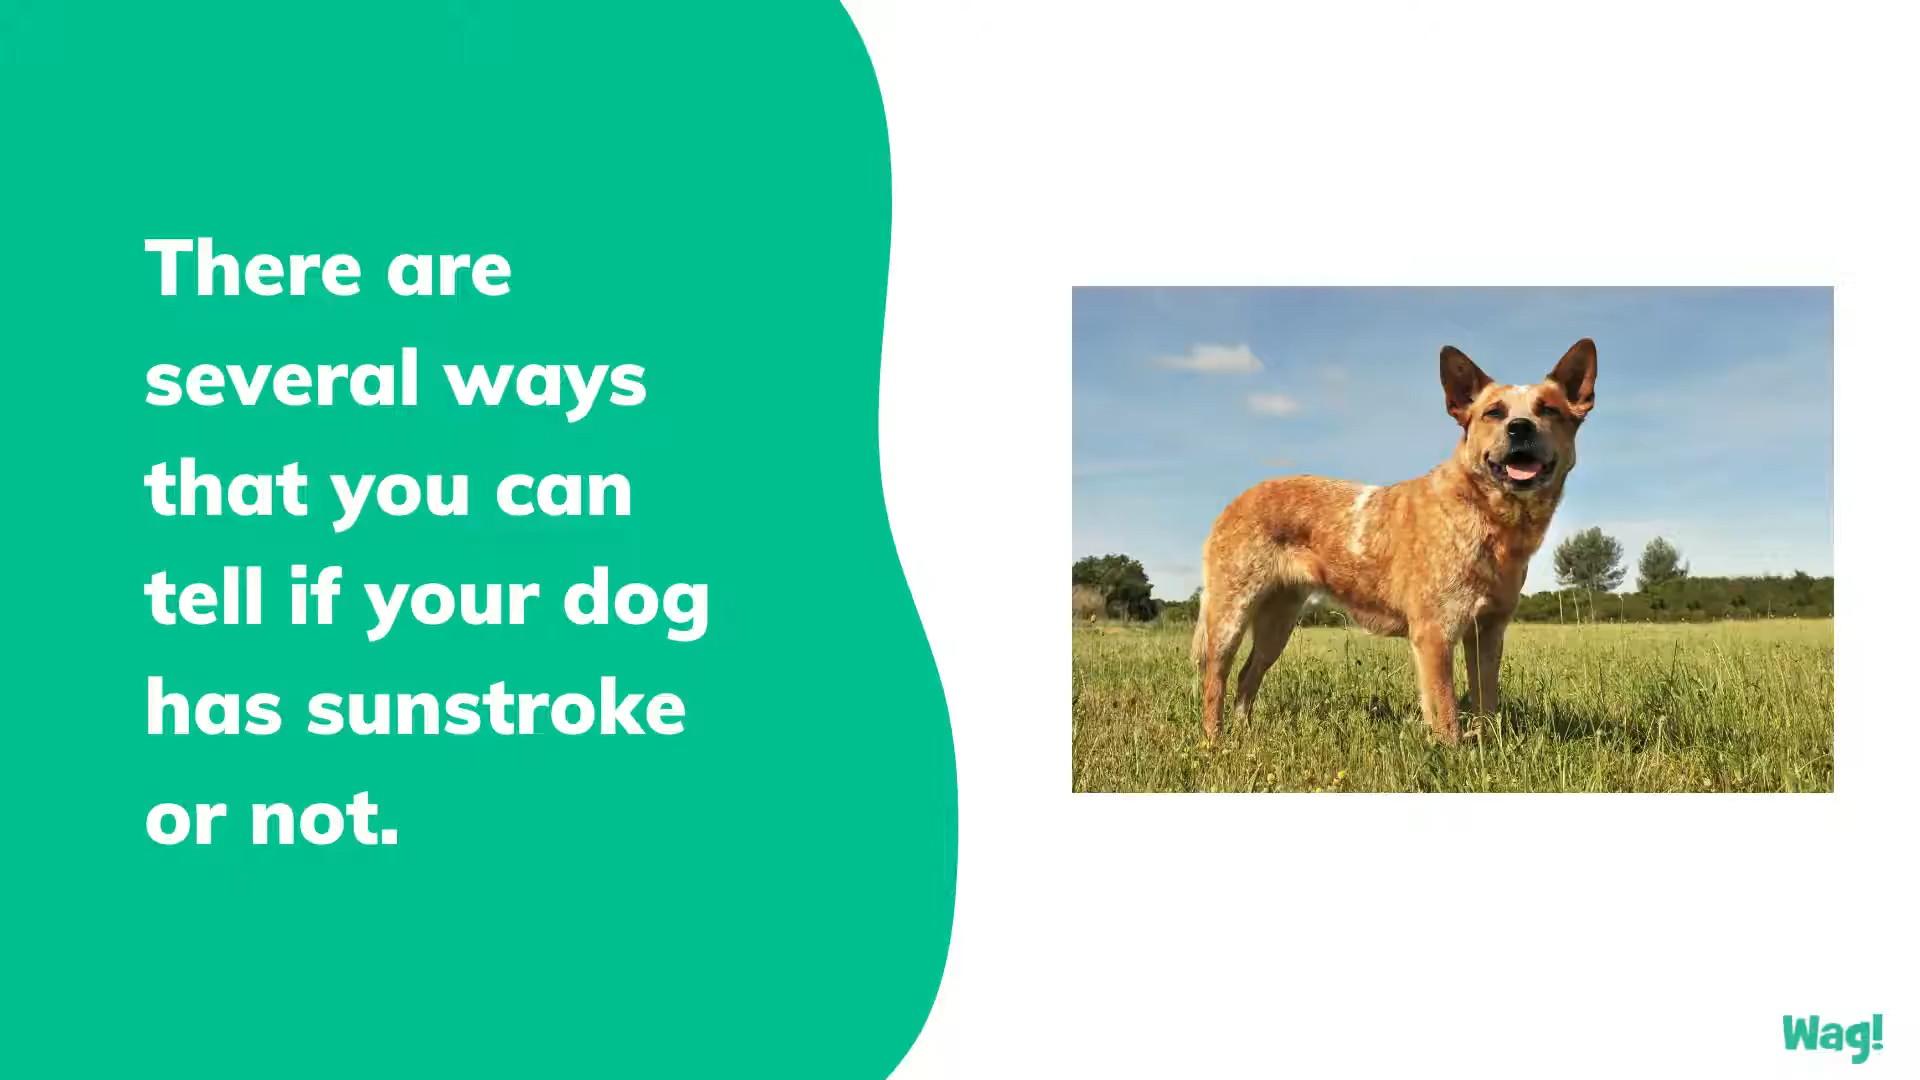 There are
several ways
that you can
tell if your dog
has sunstroke
or not.
Wag!